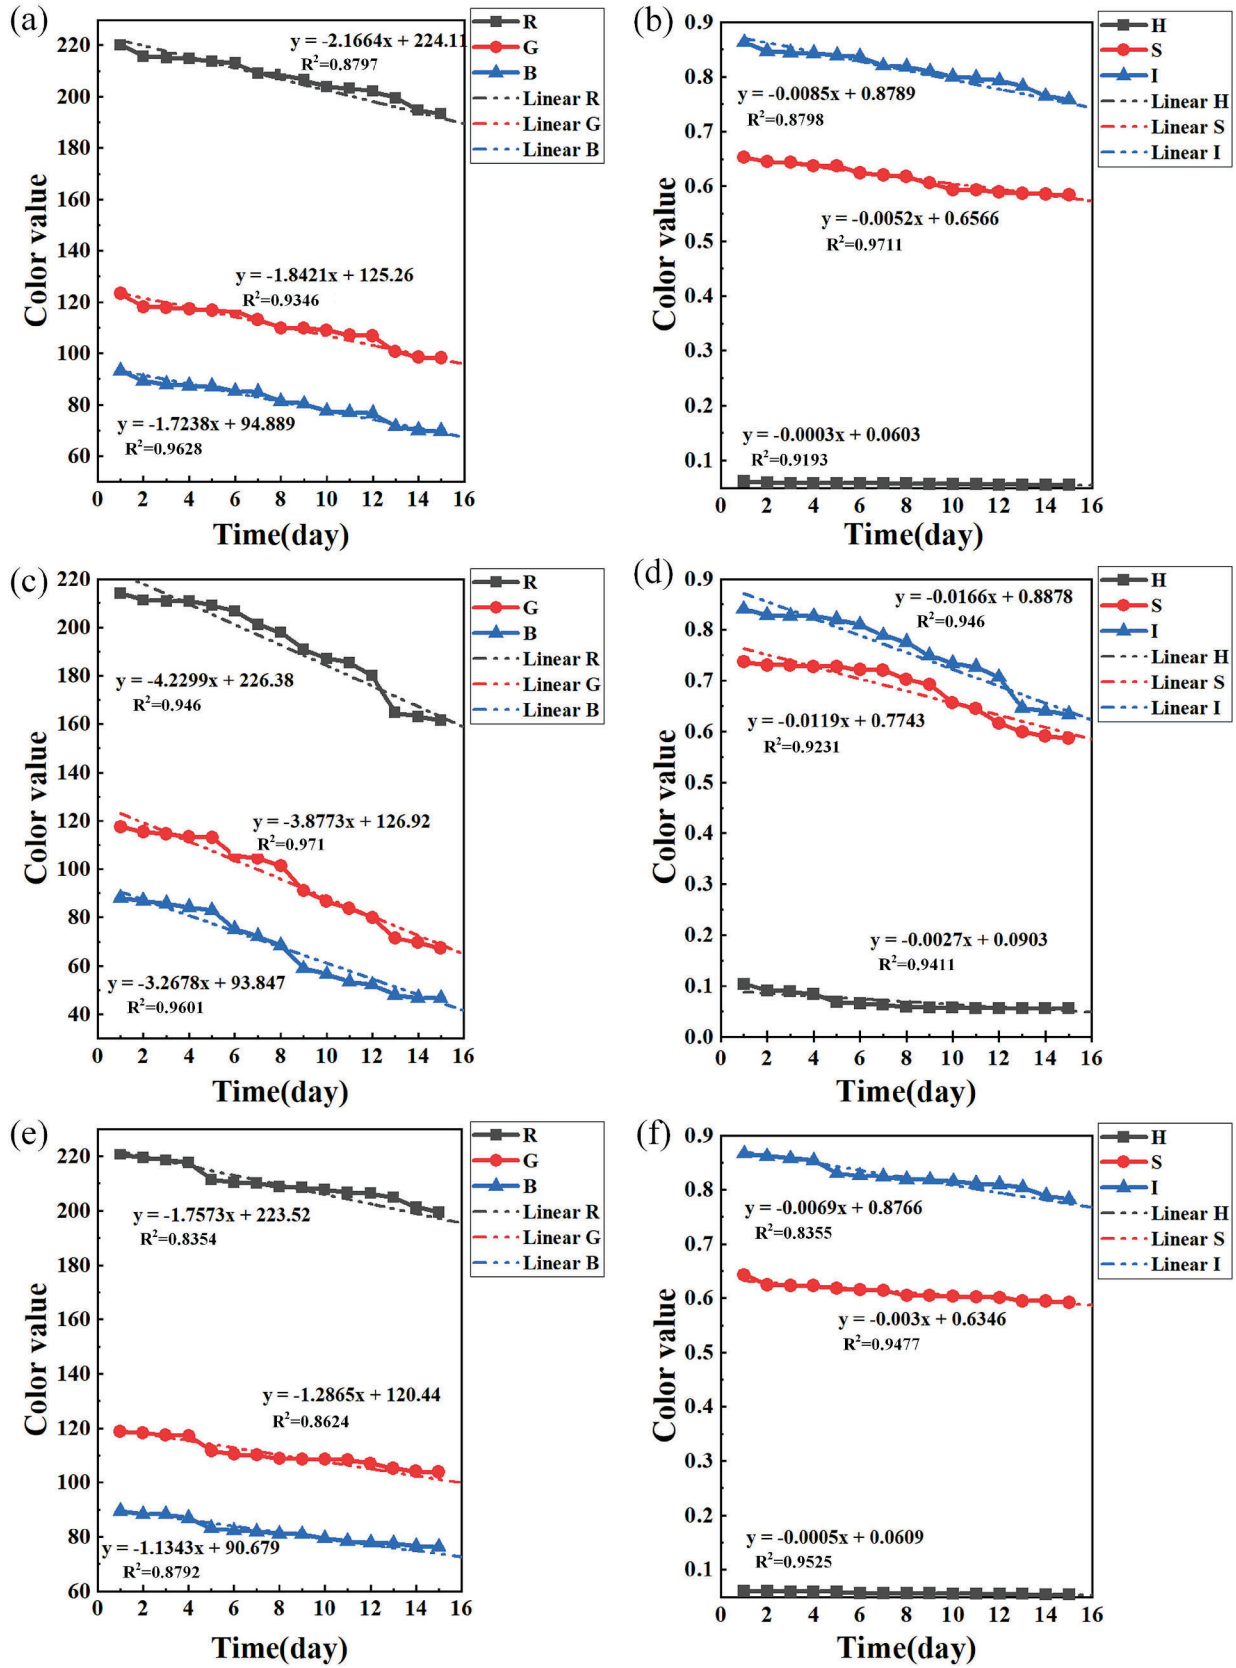 (a)
y = -2.1664x + 224.11
R²=0.8797
y = -1.8421x + 125.26
R²=0.9346
y = -1.7238x + 94.889
R²=0.9628
220
200
180
160
140
120
100
80
60
0 2 4 6 8 10 12 14 16
Color value
Time(day)
R
G
B
Linear R
Linear G
Linear B
(b)
y = -0.0085x + 0.8789
R²=0.8798
y = -0.0052x + 0.6566
R²=0.9711
y = -0.0003x + 0.0603
R²=0.9193
0.9
0.8
0.7
0.6
0.5
0.4
0.3
0.2
0.1
0 2 4 6 8 10 12 14 16
Color value
Time(day)
H
S
I
Linear H
Linear S
Linear I
(c)
y = -4.2299x + 226.38
R²=0.946
y = -3.8773x + 126.92
R²=0.971
y = -3.2678x + 93.847
R²=0.9601
220
200
180
160
140
120
100
80
60
40
0 2 4 6 8 10 12 14 16
Color value
Time(day)
R
G
B
Linear R
Linear G
Linear B
(d)
y = -0.0166x + 0.8878
R²=0.946
y = -0.0119x + 0.7743
R²=0.9231
y = -0.0027x + 0.0903
R²=0.9411
0.9
0.8
0.7
0.6
0.5
0.4
0.3
0.2
0.1
0.0
0 2 4 6 8 10 12 14 16
Color value
Time(day)
H
S
I
Linear H
Linear S
Linear I
(e)
y = -1.7573x + 223.52
R²=0.8354
y = -1.2865x + 120.44
R²=0.8624
y = -1.1343x + 90.679
R²=0.8792
220
200
180
160
140
120
100
80
60
0 2 4 6 8 10 12 14 16
Color value
Time(day)
R
G
B
Linear R
Linear G
Linear B
(f)
y = -0.0069x + 0.8766
R²=0.8355
y = -0.003x + 0.6346
R²=0.9477
y = -0.0005x + 0.0609
R²=0.9525
0.9
0.8
0.7
0.6
0.5
0.4
0.3
0.2
0.1
0 2 4 6 8 10 12 14 16
Color value
Time(day)
H
S
I
Linear H
Linear S
Linear I